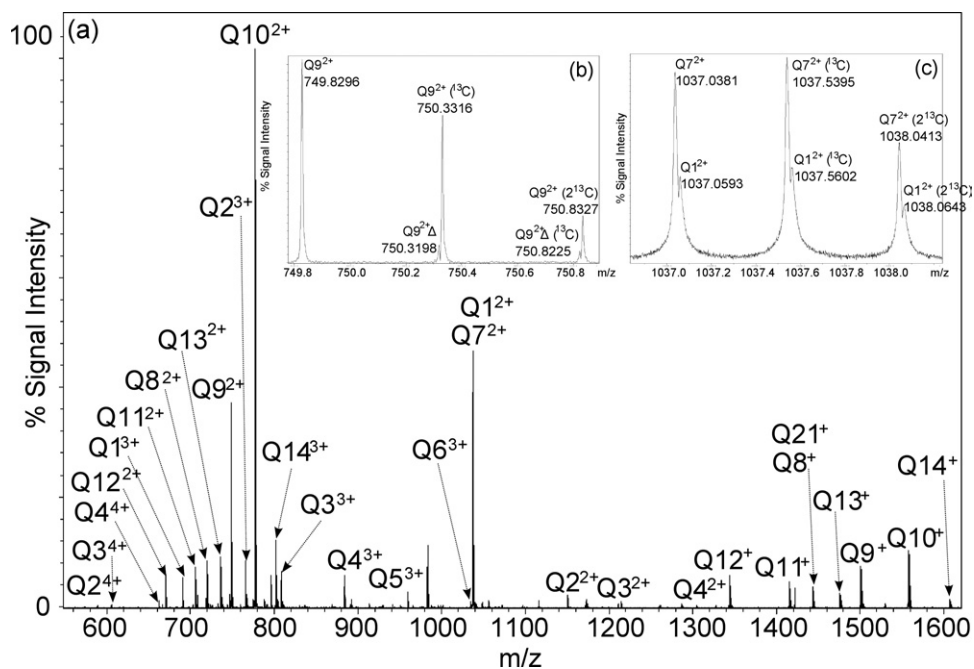 100
(a)
Q10²⁺
(b)
Q9²⁺
749.8296
Q9²⁺ (¹³C)
750.3316
Q9²⁺Δ
750.3198
Q9²⁺ (2¹³C)
750.8327
Q9²⁺Δ (¹³C)
750.8225
% Signal Intensity
749.8 750.0 750.2 750.4 750.6 750.8 m/z
(c)
Q7²⁺
1037.0381
Q1²⁺
1037.0593
Q7²⁺ (¹³C)
1037.5395
Q1²⁺ (¹³C)
1037.5602
Q7²⁺ (2¹³C)
1038.0413
Q1²⁺ (2¹³C)
1038.0643
% Signal Intensity
1037.0 1037.2 1037.4 1037.6 1037.8 1038.0 m/z
% Signal Intensity
Q2³⁺
Q13²⁺
Q8²⁺
Q9²⁺
Q11²⁺
Q1³⁺
Q12²⁺
Q4⁴⁺
Q3⁴⁺
Q2⁴⁺
Q14³⁺
Q3³⁺
Q4³⁺
Q5³⁺
Q6³⁺
Q1²⁺
Q7²⁺
Q2²⁺
Q3²⁺
Q4²⁺
Q12⁺
Q11⁺
Q21⁺
Q8⁺
Q13⁺
Q9⁺
Q10⁺
Q14⁺
0
600 700 800 900 1000 1100 1200 1300 1400 1500 1600
m/z